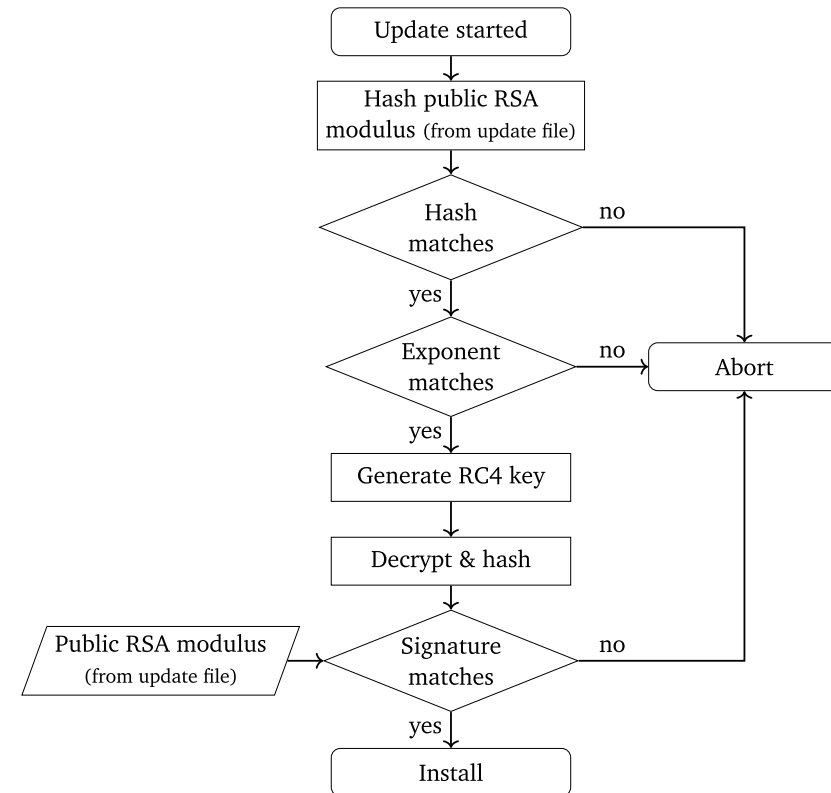 Update started
Hash public RSA
modulus (from update file)
Hash
matches
no
yes
Exponent
matches
no
Abort
yes
Generate RC4 key
Decrypt & hash
Public RSA modulus
(from update file)
Signature
matches
no
yes
Install